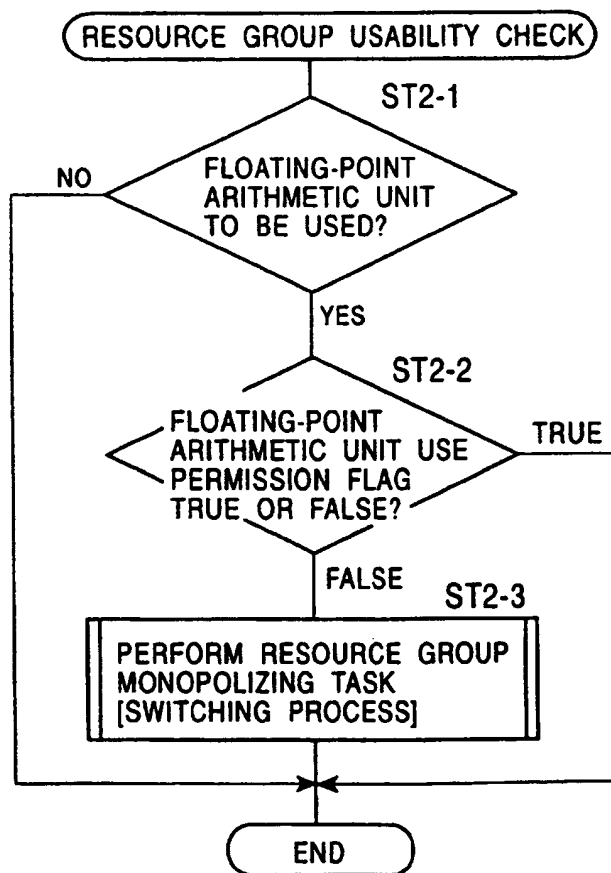 RESOURCE GROUP USABILITY CHECK
ST2-1
FLOATING-POINT
ARITHMETIC UNIT
TO BE USED?
NO
YES
ST2-2
FLOATING-POINT
ARITHMETIC UNIT USE
PERMISSION FLAG
TRUE OR FALSE?
TRUE
FALSE
ST2-3
PERFORM RESOURCE GROUP
MONOPOLIZING TASK
[SWITCHING PROCESS]
END